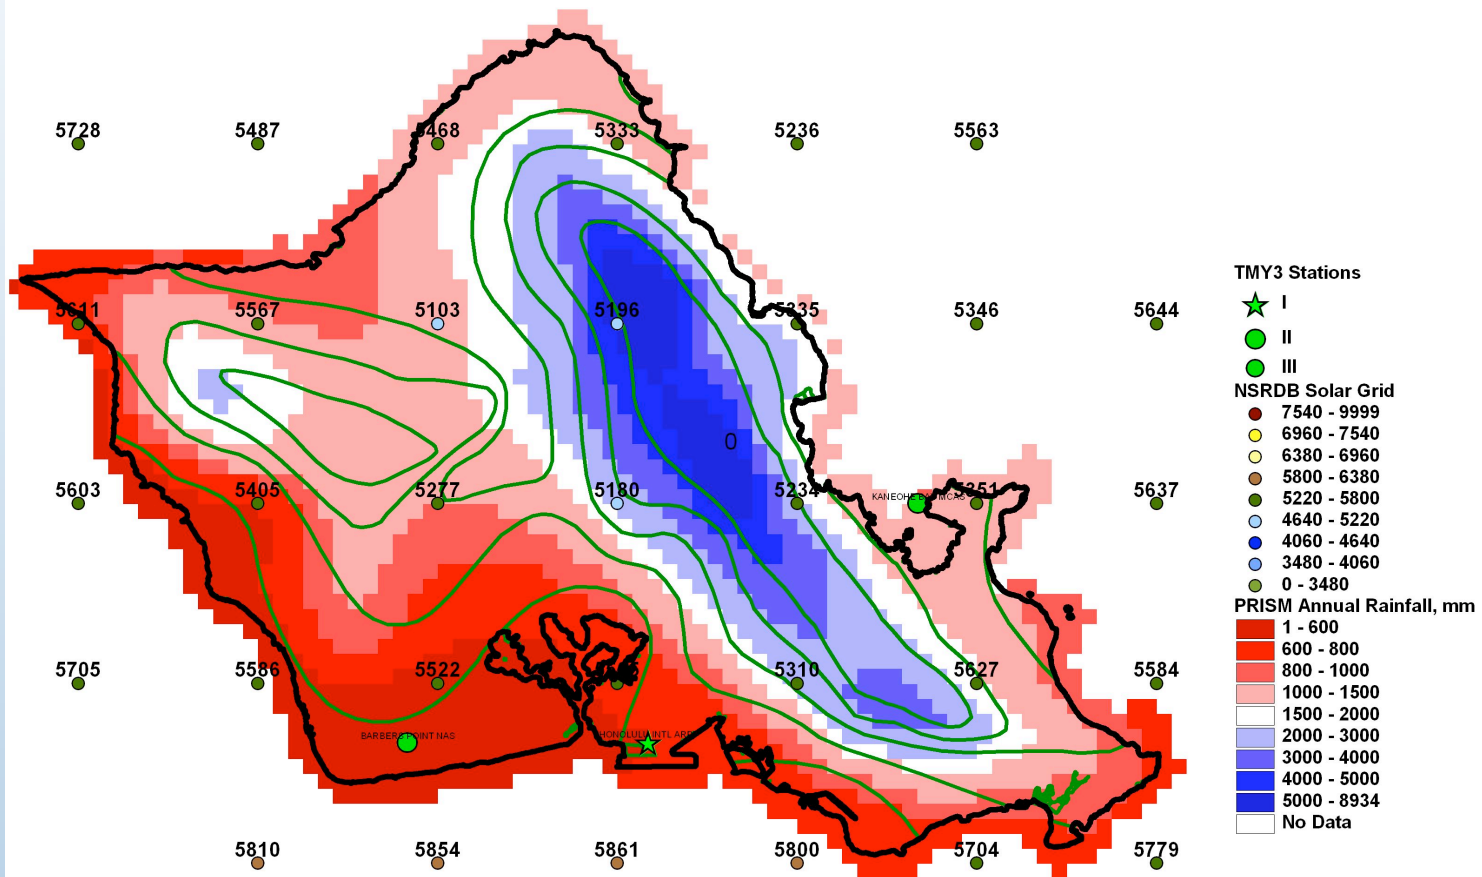 5728 5487 5468 5333 5236 5563
5611 5567 5103 5196 5335 5346 5644
0
5603 5405 5277 5180 5234 KANEOHE BAY MCAS 5351 5637
5705 5586 5522 5310 5627 5584
BARBERS POINT NAS HONOLULU INTL ARPT
5810 5854 5861 5800 5704 5779
TMY3 Stations
I
II
III
NSRDB Solar Grid
7540 - 9999
6960 - 7540
6380 - 6960
5800 - 6380
5220 - 5800
4640 - 5220
4060 - 4640
3480 - 4060
0 - 3480
PRISM Annual Rainfall, mm
1 - 600
600 - 800
800 - 1000
1000 - 1500
1500 - 2000
2000 - 3000
3000 - 4000
4000 - 5000
5000 - 8934
No Data